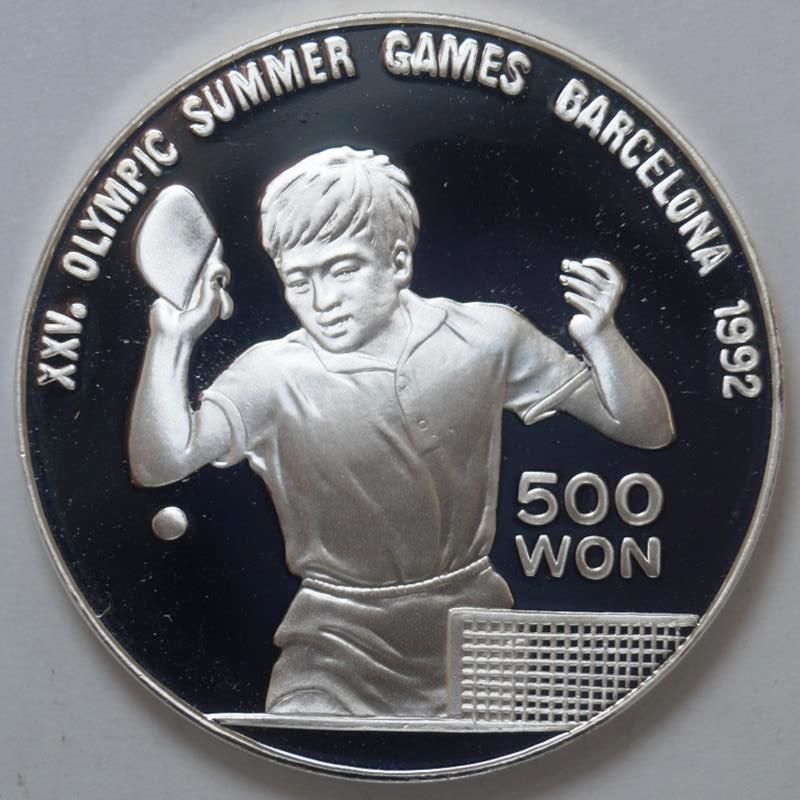 XXV. OLYMPIC SUMMER GAMES BARCELONA 1992
500
WON